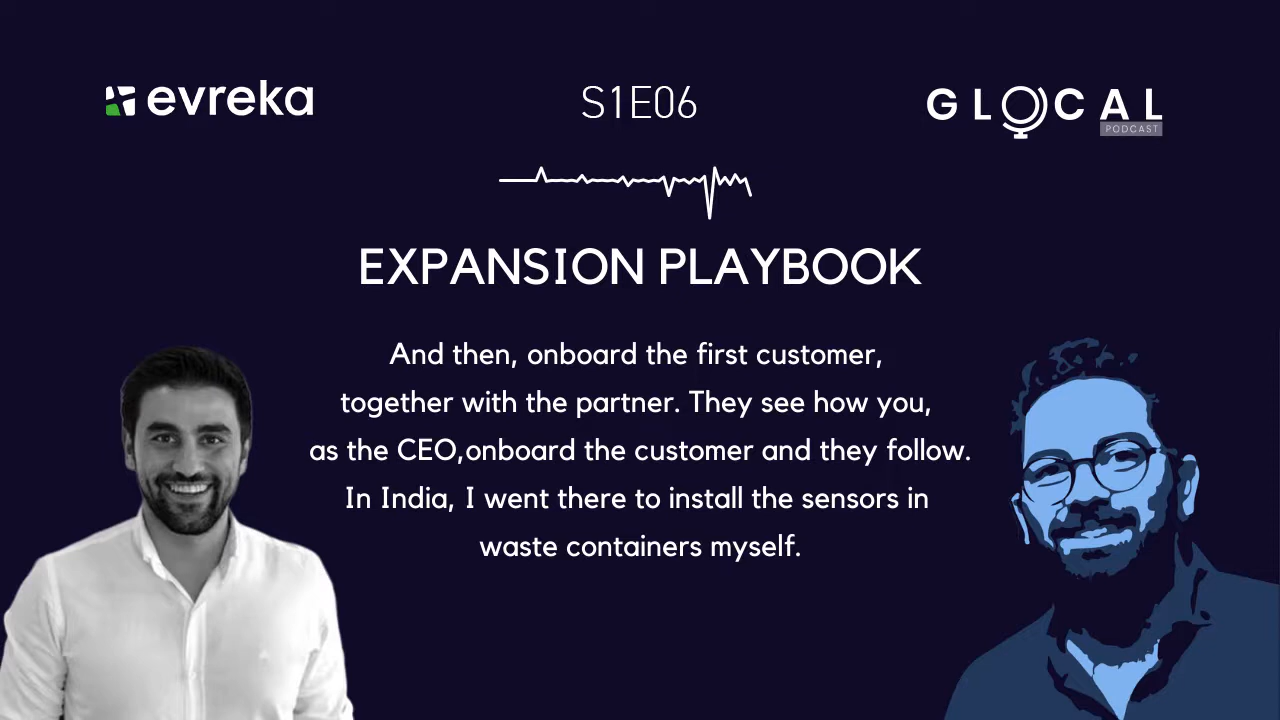 evreka
S1E06
GLOCAL
PODCAST
EXPANSION PLAYBOOK
And then, onboard the first customer,
together with the partner. They see how you,
as the CEO,onboard the customer and they follow.
In India, I went there to install the sensors in
waste containers myself.